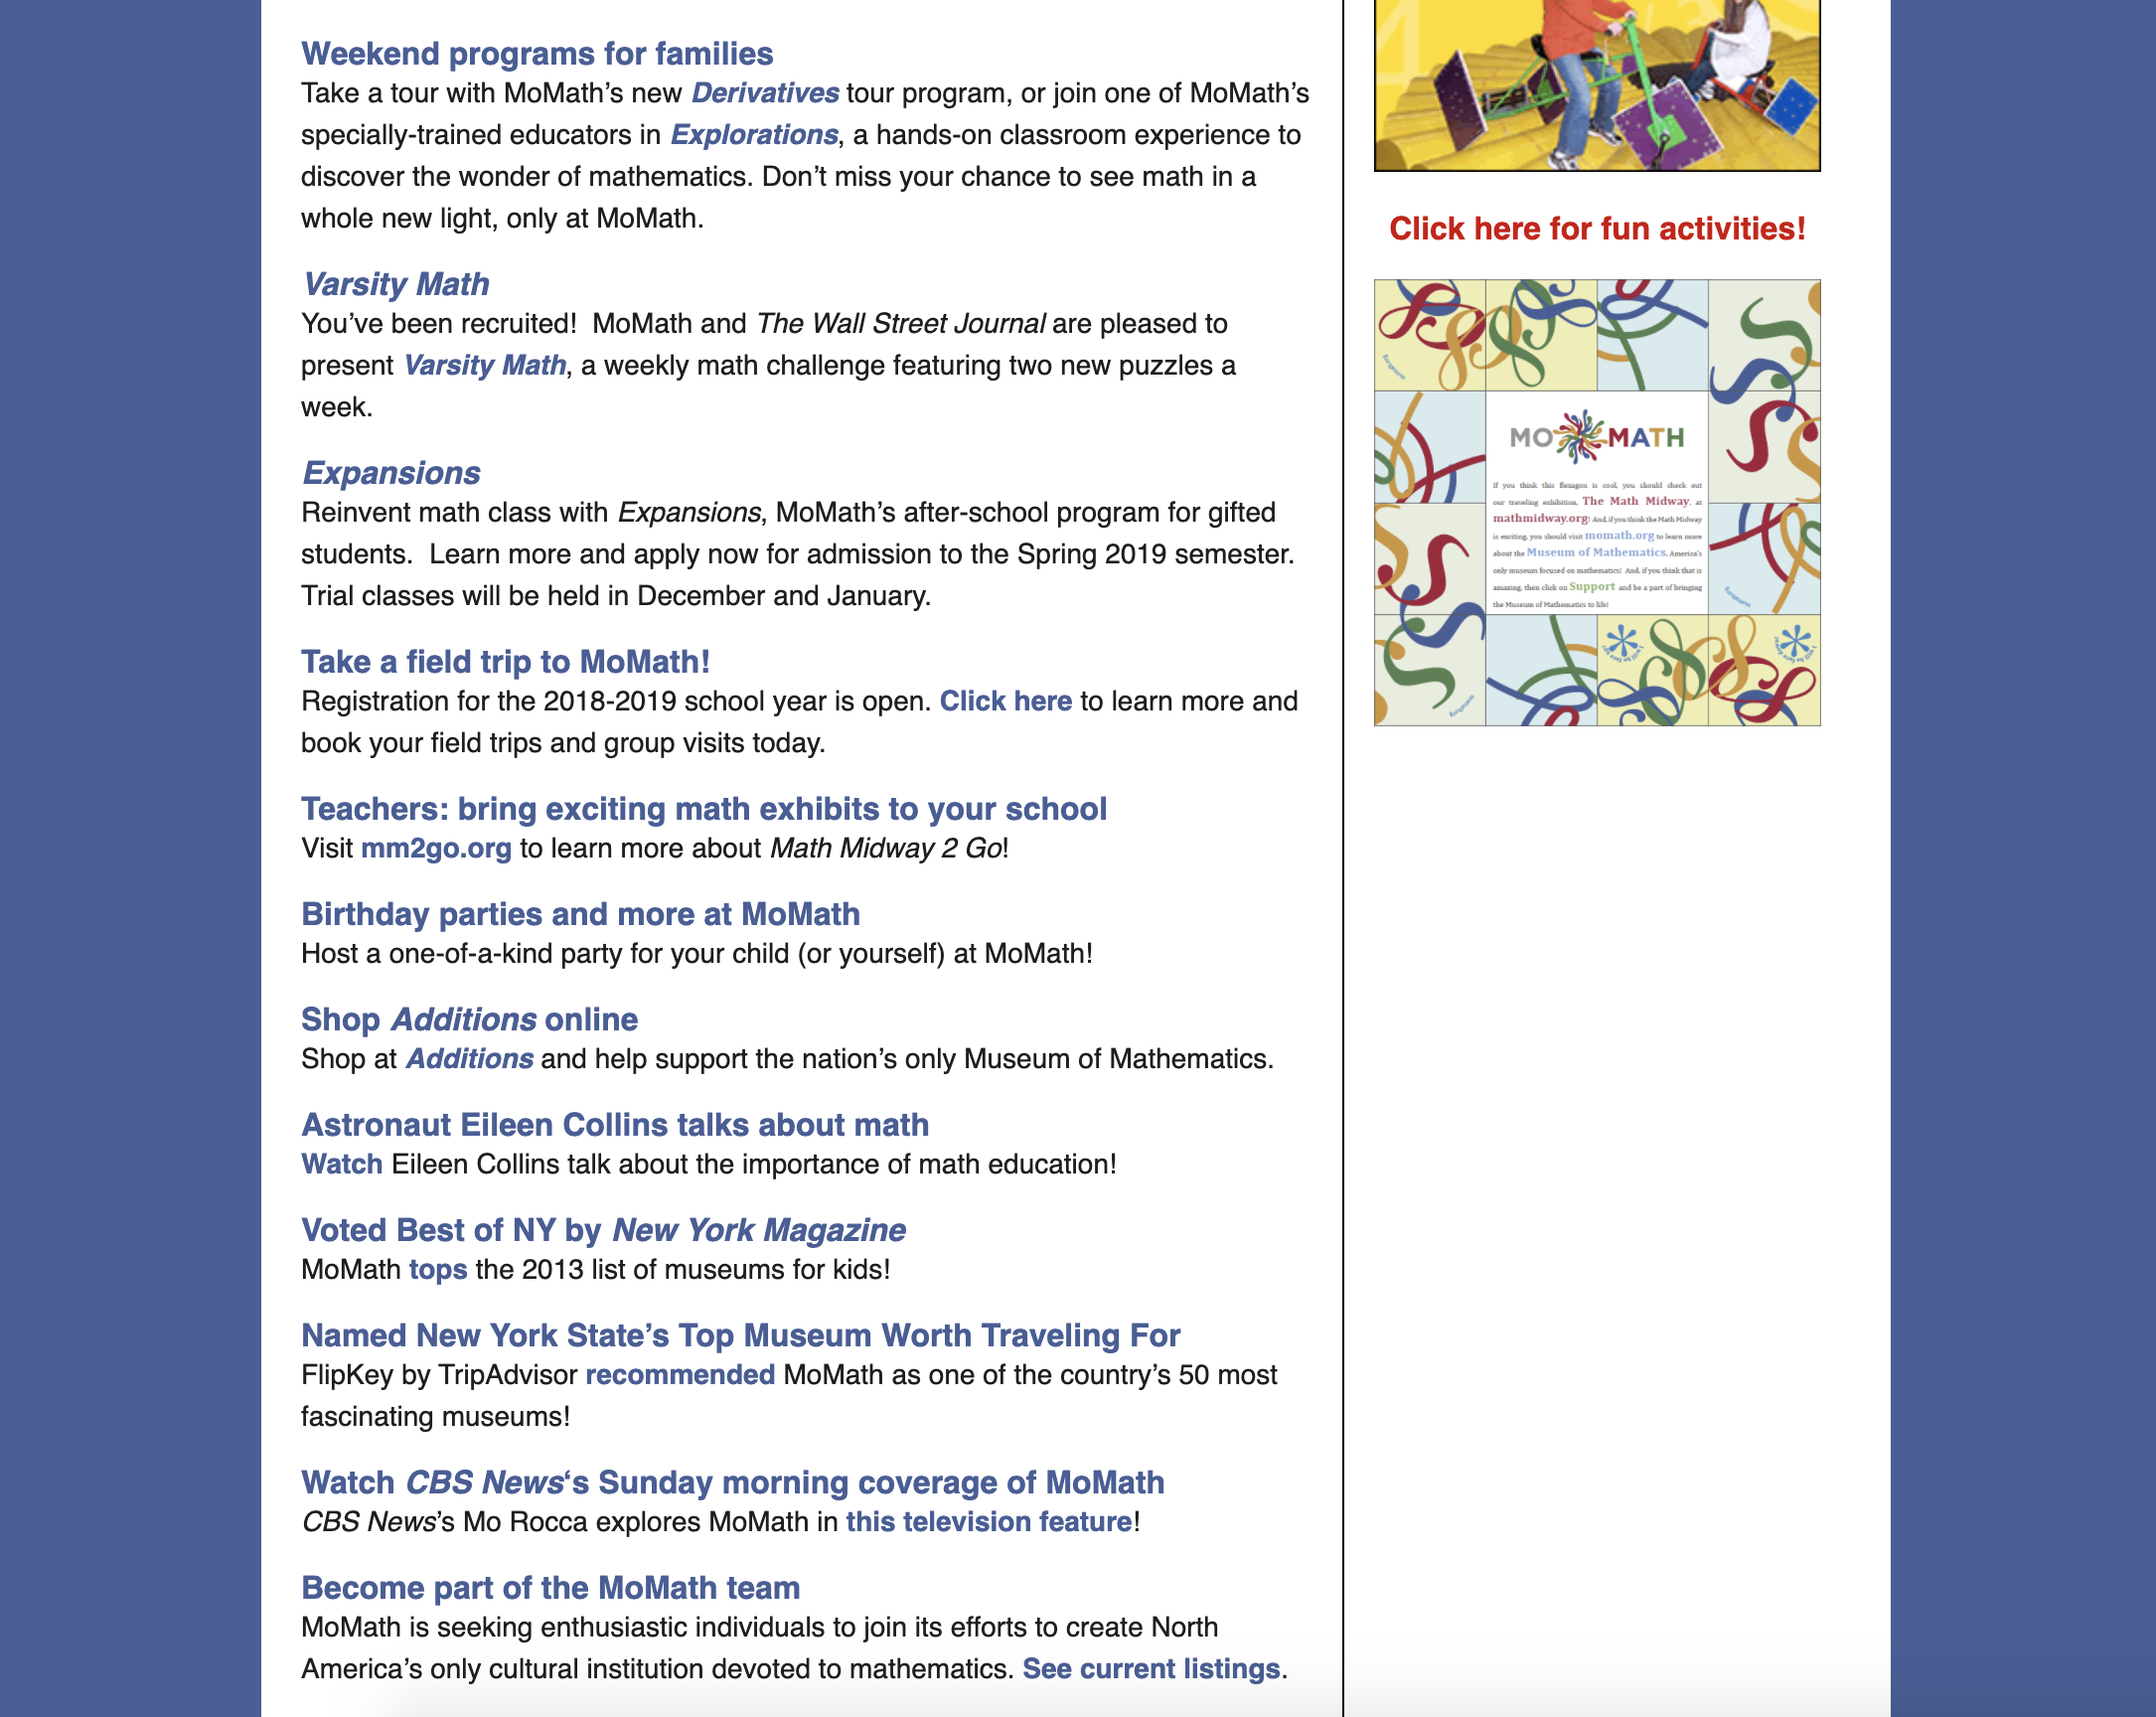 Weekend programs for families
Take a tour with MoMath’s new Derivatives tour program, or join one of MoMath’s
specially-trained educators in Explorations, a hands-on classroom experience to
discover the wonder of mathematics. Don’t miss your chance to see math in a
whole new light, only at MoMath.
Varsity Math
You’ve been recruited!  MoMath and The Wall Street Journal are pleased to
present Varsity Math, a weekly math challenge featuring two new puzzles a
week.
Expansions
Reinvent math class with Expansions, MoMath’s after-school program for gifted
students.  Learn more and apply now for admission to the Spring 2019 semester.
Trial classes will be held in December and January.
Take a field trip to MoMath!
Registration for the 2018-2019 school year is open. Click here to learn more and
book your field trips and group visits today.
Teachers: bring exciting math exhibits to your school
Visit mm2go.org to learn more about Math Midway 2 Go!
Birthday parties and more at MoMath
Host a one-of-a-kind party for your child (or yourself) at MoMath!
Shop Additions online
Shop at Additions and help support the nation’s only Museum of Mathematics.
Astronaut Eileen Collins talks about math
Watch Eileen Collins talk about the importance of math education!
Voted Best of NY by New York Magazine
MoMath tops the 2013 list of museums for kids!
Named New York State’s Top Museum Worth Traveling For
FlipKey by TripAdvisor recommended MoMath as one of the country’s 50 most
fascinating museums!
Watch CBS News‘s Sunday morning coverage of MoMath
CBS News’s Mo Rocca explores MoMath in this television feature!
Become part of the MoMath team
MoMath is seeking enthusiastic individuals to join its efforts to create North
America’s only cultural institution devoted to mathematics. See current listings.
Click here for fun activities!
MOMATH
If you think this flexagon is cool, you should check out
our traveling exhibition, The Math Midway, at
mathmidway.org! And, if you think the Math Midway
is exciting, you should visit momath.org to learn more
about the Museum of Mathematics, America's
only museum focused on mathematics! And, if you think that is
amazing, then click on Support and be a part of bringing
the Museum of Mathematics to life!